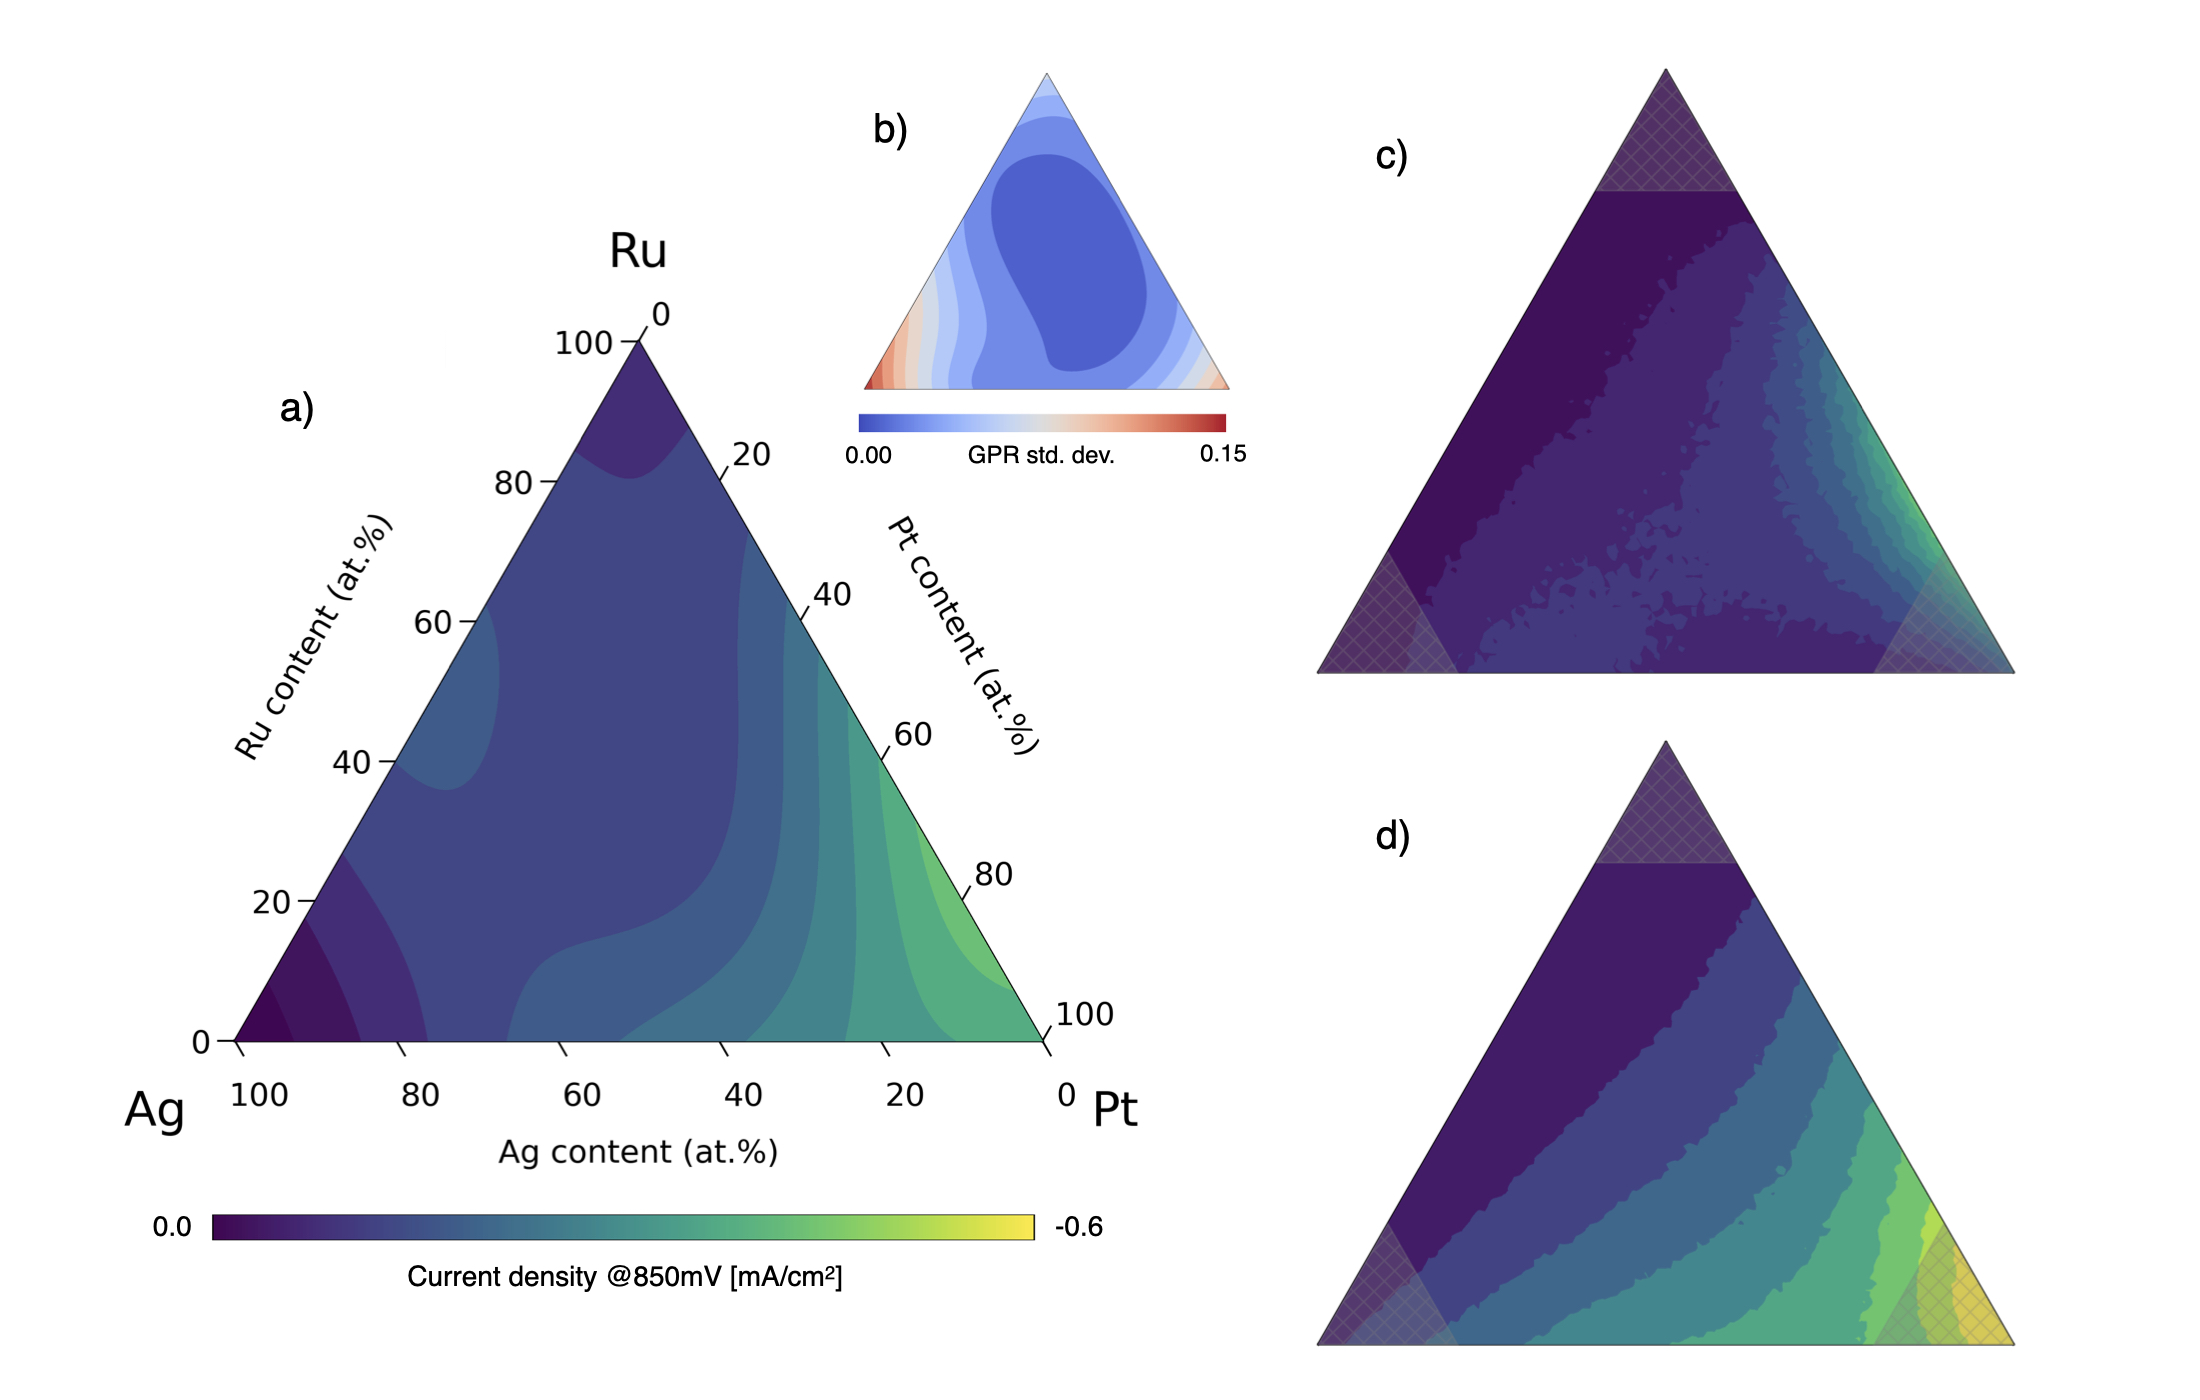 b)
c)
Ru
0
100
a)
20
80
0.00
GPR std. dev.
0.15
Ru content (at.%)
Pt content (at.%)
40
60
60
40
d)
80
20
100
0
100
80
60
40
20
0
Ag
Pt
Ag content (at.%)
0.0
-0.6
Current density @850mV [mA/cm²]